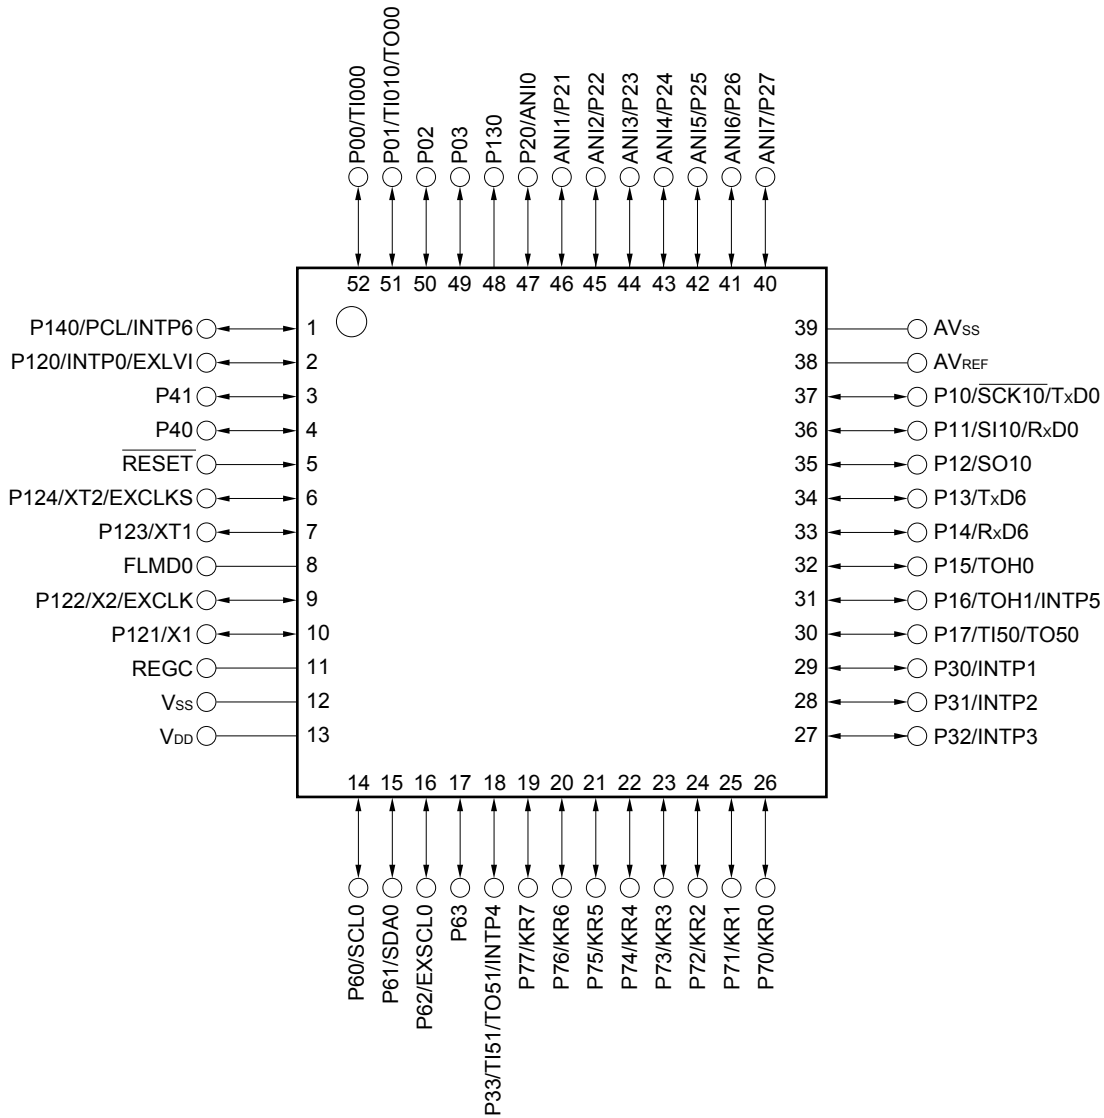 P00/TI000
P01/TI010/TO00
P02
P03
P130
P20/ANI0
ANI1/P21
ANI2/P22
ANI3/P23
ANI4/P24
ANI5/P25
ANI6/P26
ANI7/P27
52 51 50 49 48 47 46 45 44 43 42 41 40
P140/PCL/INTP6 1 39 AVSS
P120/INTP0/EXLVI 2 38 AVREF
P41 3 37 P10/SCK10/TxD0
P40 4 36 P11/SI10/RxD0
RESET 5 35 P12/SO10
P124/XT2/EXCLKS 6 34 P13/TxD6
P123/XT1 7 33 P14/RxD6
FLMD0 8 32 P15/TOH0
P122/X2/EXCLK 9 31 P16/TOH1/INTP5
P121/X1 10 30 P17/TI50/TO50
REGC 11 29 P30/INTP1
VSS 12 28 P31/INTP2
VDD 13 27 P32/INTP3
14 15 16 17 18 19 20 21 22 23 24 25 26
P60/SCL0
P61/SDA0
P62/EXSCL0
P63
P33/TI51/TO51/INTP4
P77/KR7
P76/KR6
P75/KR5
P74/KR4
P73/KR3
P72/KR2
P71/KR1
P70/KR0